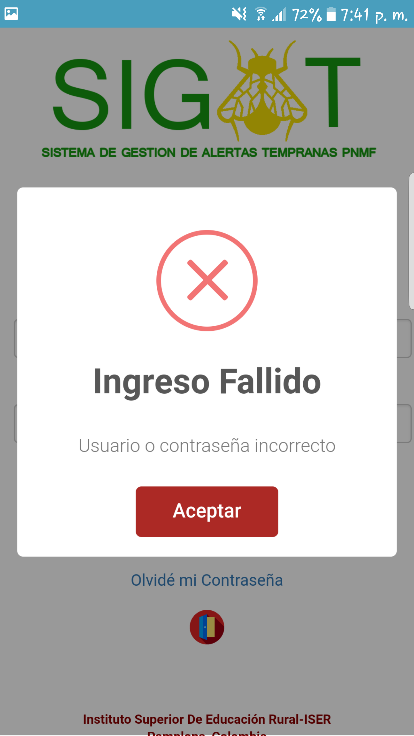 72% 7:41 p. m.
SIGAT
SISTEMA DE GESTION DE ALERTAS TEMPRANAS PNMF
Ingreso Fallido
Usuario o contraseña incorrecto
Aceptar
Olvidé mi Contraseña
Instituto Superior De Educación Rural-ISER
Pamplona, Colombia